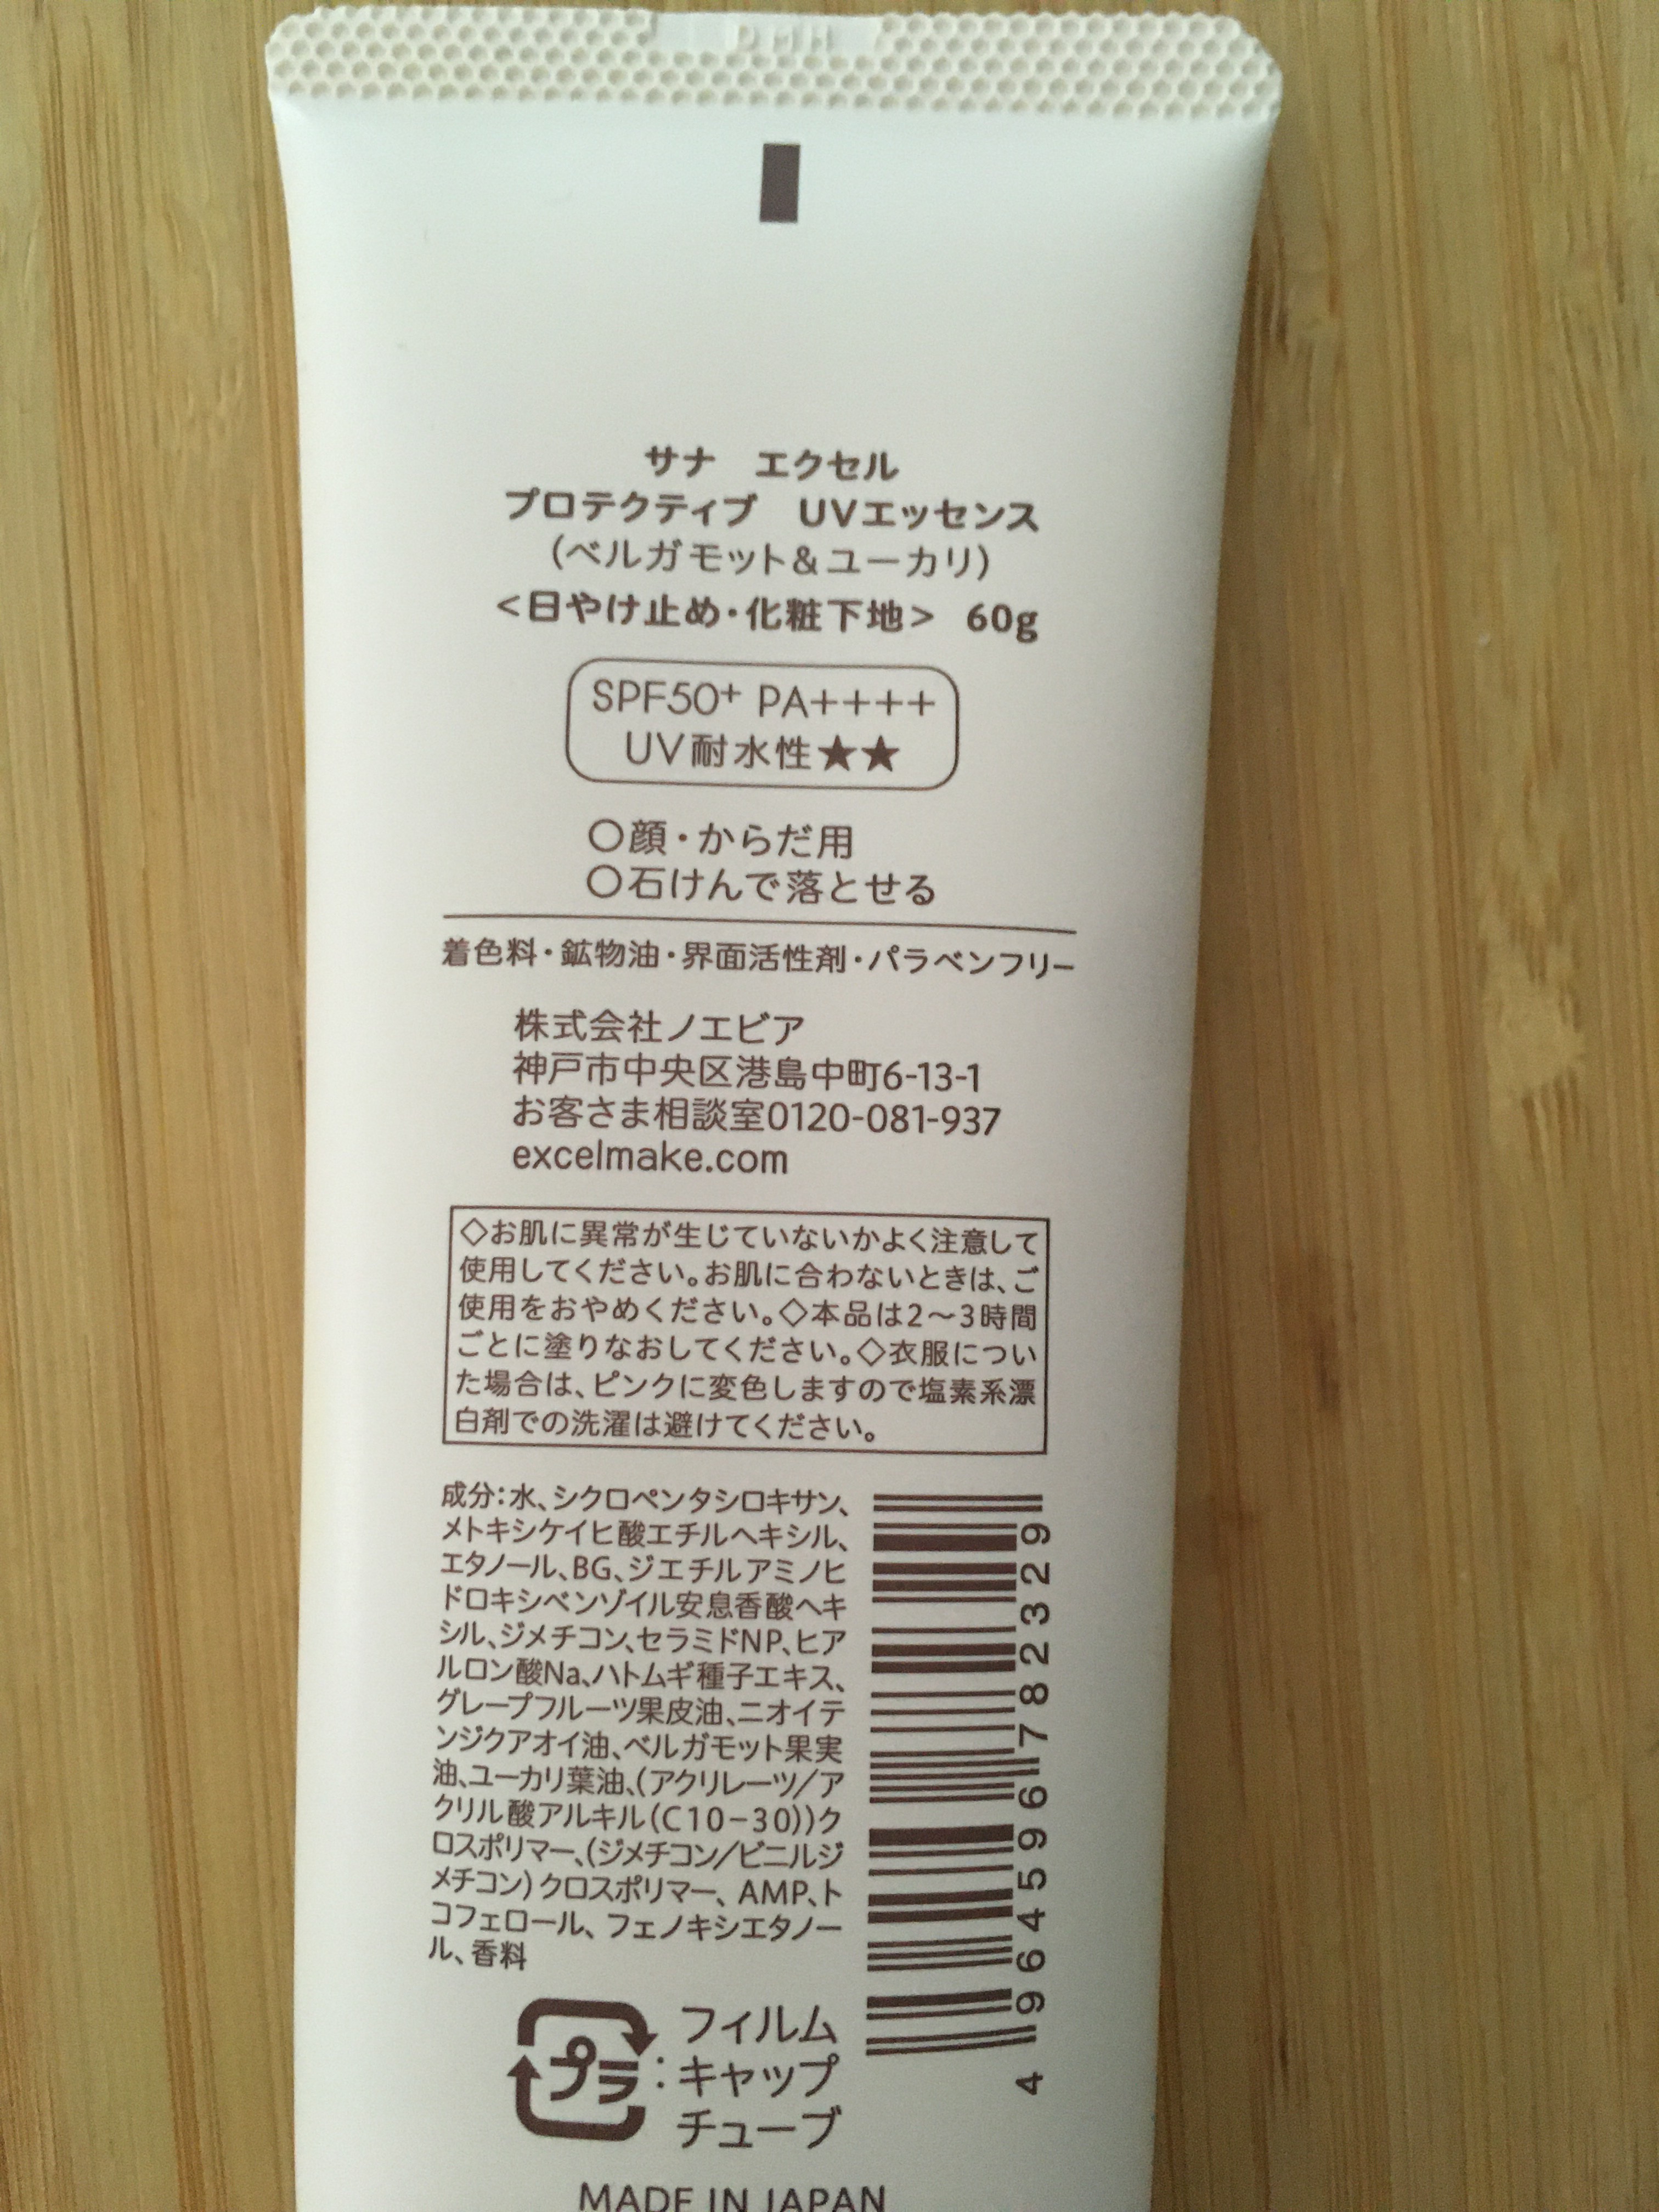 サナ　エクセル
プロテクティブ　UVエッセンス
(ベルガモット&ユーカリ)
<日やけ止め・化粧下地>　60g
SPF50+ PA++++
UV耐水性★★
○顔・からだ用
○石けんで落とせる
着色料・鉱物油・界面活性剤・パラベンフリー
株式会社ノエビア
神戸市中央区港島中町6-13-1
お客さま相談室0120-081-937
excelmake.com
◇お肌に異常が生じていないかよく注意して
使用してください。お肌に合わないときは、ご
使用をおやめください。◇本品は2～3時間
ごとに塗りなおしてください。◇衣服につい
た場合は、ピンクに変色しますので塩素系漂
白剤での洗濯は避けてください。
成分:水、シクロペンタシロキサン、
メトキシケイヒ酸エチルヘキシル、
エタノール、BG、ジエチルアミノヒ
ドロキシベンゾイル安息香酸ヘキ
シル、ジメチコン、セラミドNP、ヒア
ルロン酸Na、ハトムギ種子エキス、
グレープフルーツ果皮油、ニオイテ
ンジクアオイ油、ベルガモット果実
油、ユーカリ葉油、(アクリレーツ/ア
クリル酸アルキル(C10-30))ク
ロスポリマー、(ジメチコン/ビニルジ
メチコン)クロスポリマー、AMP、ト
コフェロール、フェノキシエタノー
ル、香料
4 964596 782329
プラ:フィルム
キャップ
チューブ
MADE IN JAPAN